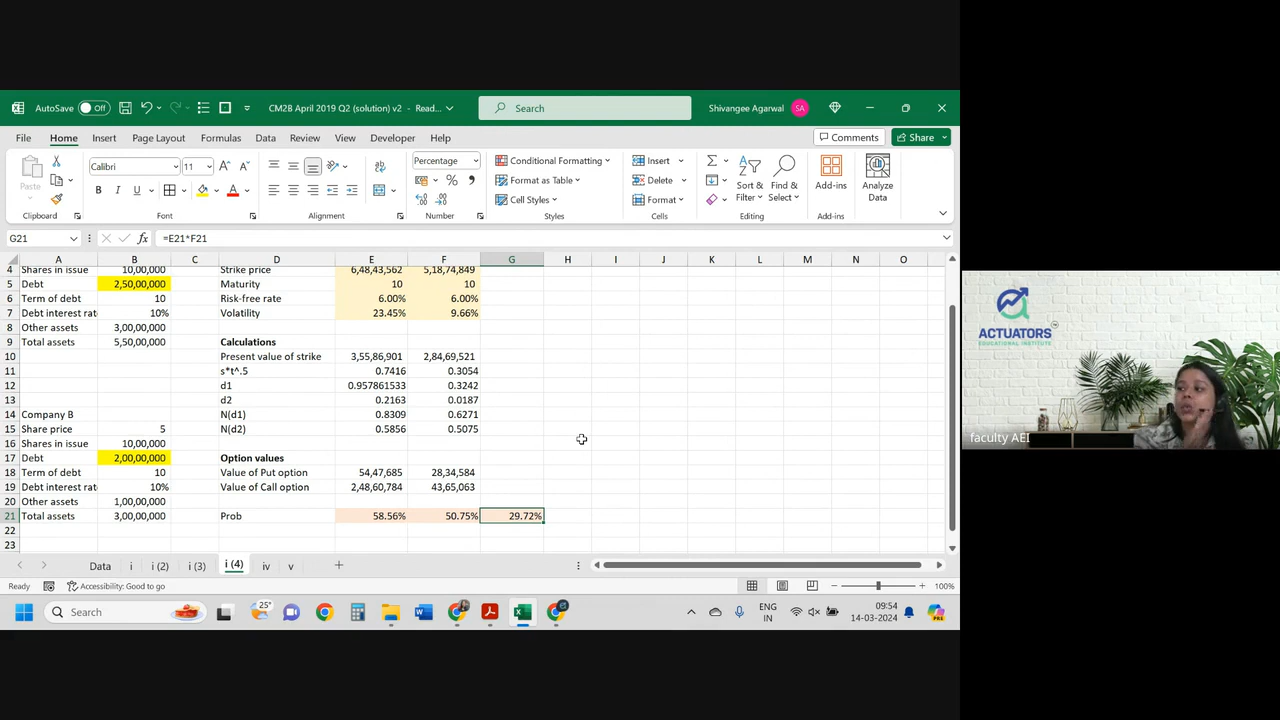 AutoSave Off CM2B April 2019 Q2 (solution) v2 - Read... Search Shivangee Agarwal SA
File Home Insert Page Layout Formulas Data Review View Developer Help Comments Share
Paste Calibri 11 Percentage Conditional Formatting Format as Table Cell Styles Insert Delete Format Sort & Filter Find & Select Add-ins Analyze Data
Clipboard Font Alignment Number Styles Cells Editing Add-ins
G21 fx =E21*F21
A B C D E F G H I J K L M N O
4 Shares in issue 10,00,000 Strike price 6,48,43,562 5,18,74,849
5 Debt 2,50,00,000 Maturity 10 10
6 Term of debt 10 Risk-free rate 6.00% 6.00%
7 Debt interest rat 10% Volatility 23.45% 9.66%
8 Other assets 3,00,00,000
9 Total assets 5,50,00,000 Calculations
10 Present value of strike 3,55,86,901 2,84,69,521
11 s*t^.5 0.7416 0.3054
12 d1 0.957861533 0.3242
13 d2 0.2163 0.0187
14 Company B N(d1) 0.8309 0.6271
15 Share price 5 N(d2) 0.5856 0.5075
16 Shares in issue 10,00,000
17 Debt 2,00,00,000 Option values
18 Term of debt 10 Value of Put option 54,47,685 28,34,584
19 Debt interest rat 10% Value of Call option 2,48,60,784 43,65,063
20 Other assets 1,00,00,000
21 Total assets 3,00,00,000 Prob 58.56% 50.75% 29.72%
22
23
Data i i (2) i (3) i (4) iv v
Ready Accessibility: Good to go 100%
Search 25° ENG IN 09:54 14-03-2024
ACTUATORS
EDUCATIONAL INSTITUTE
faculty AEI